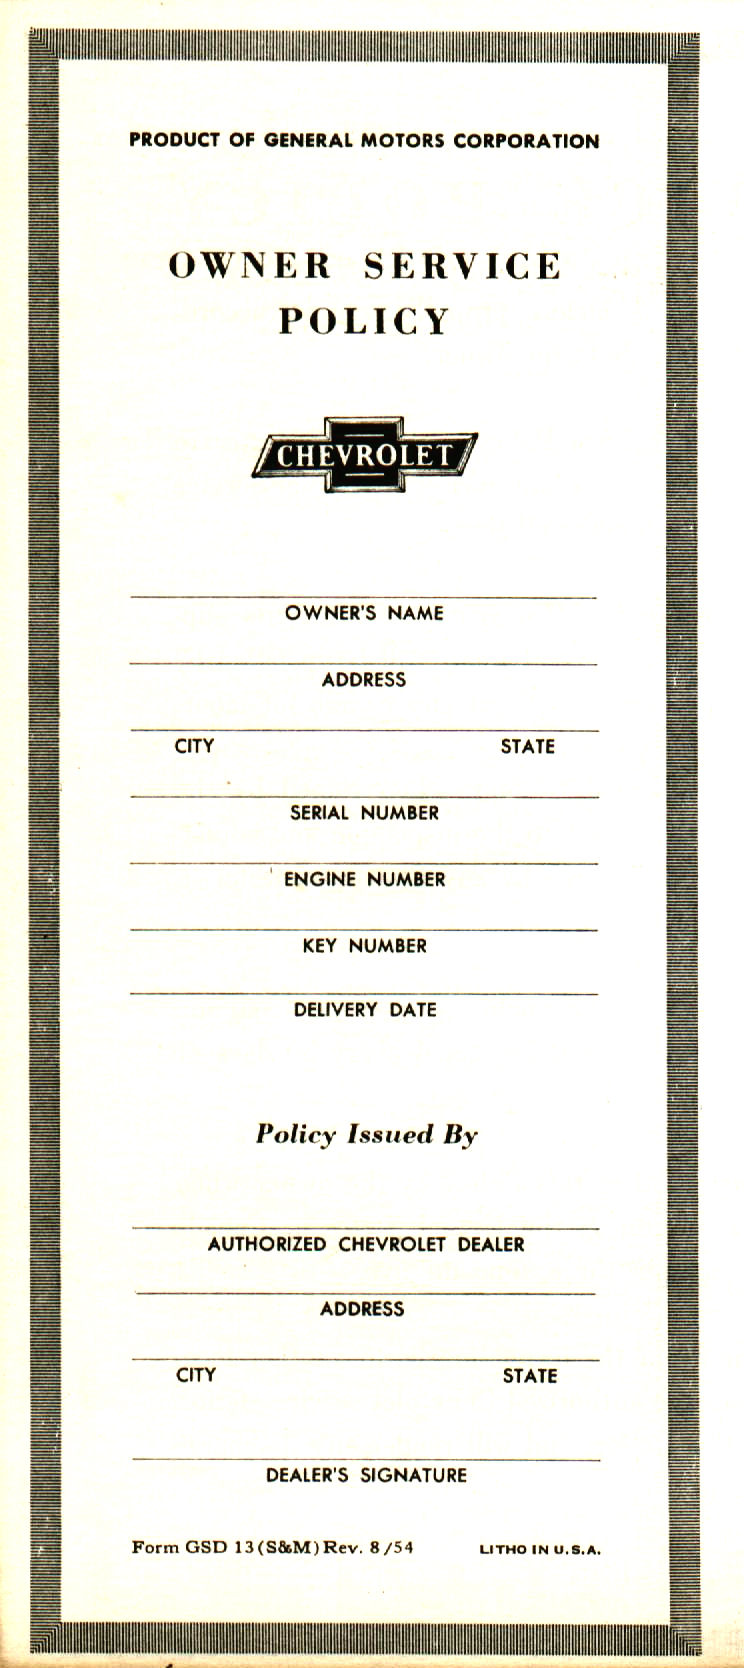 PRODUCT OF GENERAL MOTORS CORPORATION
OWNER SERVICE
POLICY
CHEVROLET
OWNER'S NAME
ADDRESS
CITY STATE
SERIAL NUMBER
ENGINE NUMBER
KEY NUMBER
DELIVERY DATE
Policy Issued By
AUTHORIZED CHEVROLET DEALER
ADDRESS
CITY STATE
DEALER'S SIGNATURE
Form GSD 13 (S&M) Rev. 8/54 LITHO IN U.S.A.